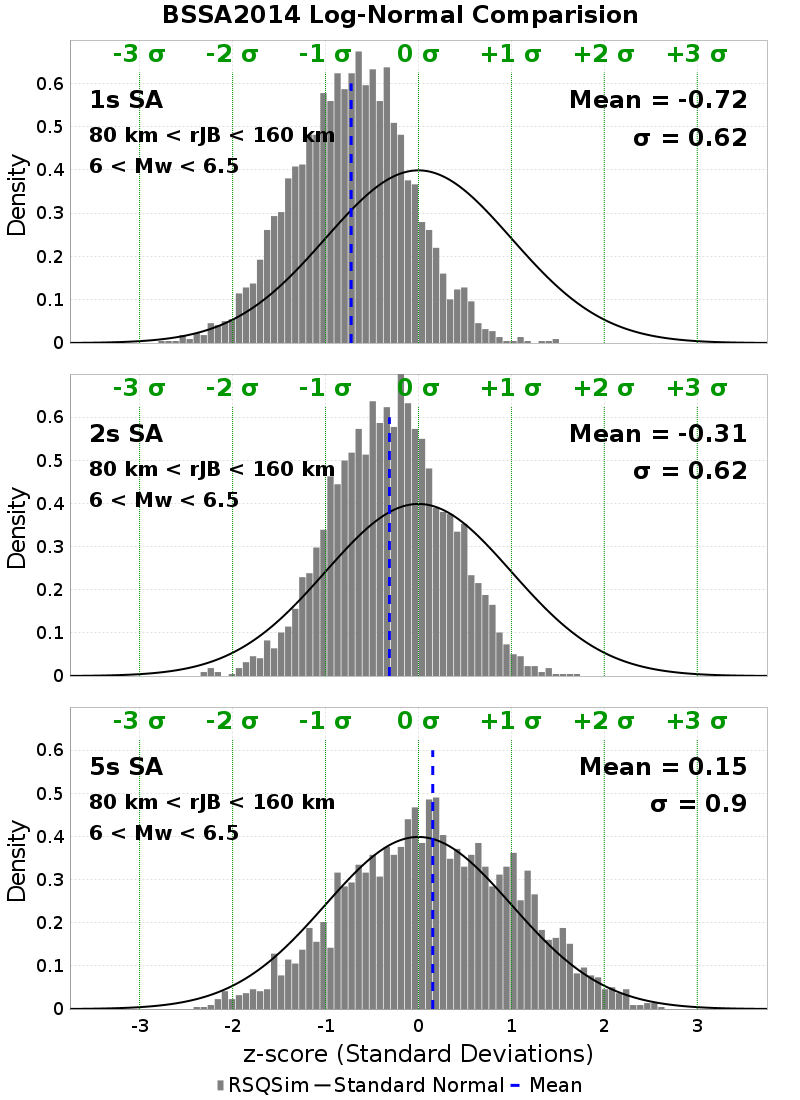 BSSA2014 Log-Normal Comparision
-3 σ -2 σ -1 σ 0 σ +1 σ +2 σ +3 σ
1s SA
80 km < rJB < 160 km
6 < Mw < 6.5
Mean = -0.72
σ = 0.62
0.6
0.5
0.4
0.3
0.2
0.1
0
Density
-3 σ -2 σ -1 σ 0 σ +1 σ +2 σ +3 σ
2s SA
80 km < rJB < 160 km
6 < Mw < 6.5
Mean = -0.31
σ = 0.62
0.6
0.5
0.4
0.3
0.2
0.1
0
Density
-3 σ -2 σ -1 σ 0 σ +1 σ +2 σ +3 σ
5s SA
80 km < rJB < 160 km
6 < Mw < 6.5
Mean = 0.15
σ = 0.9
0.6
0.5
0.4
0.3
0.2
0.1
0
Density
-3 -2 -1 0 1 2 3
z-score (Standard Deviations)
RSQSim Standard Normal Mean